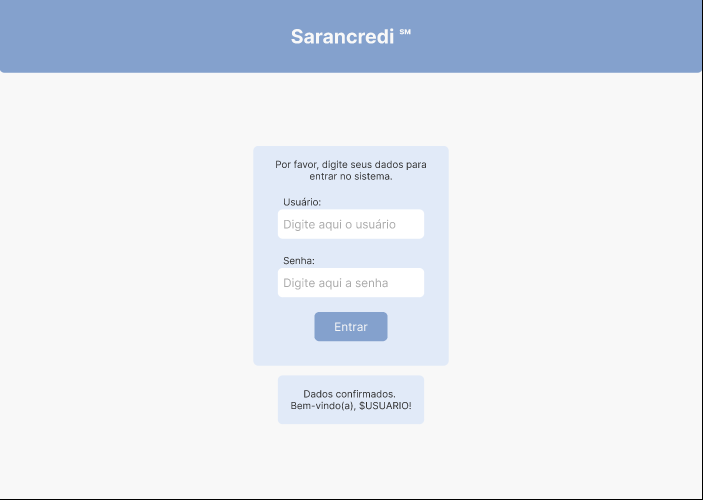 Sarancredi ℠
Por favor, digite seus dados para
entrar no sistema.
Usuário:
Digite aqui o usuário
Senha:
Digite aqui a senha
Entrar
Dados confirmados.
Bem-vindo(a), $USUARIO!